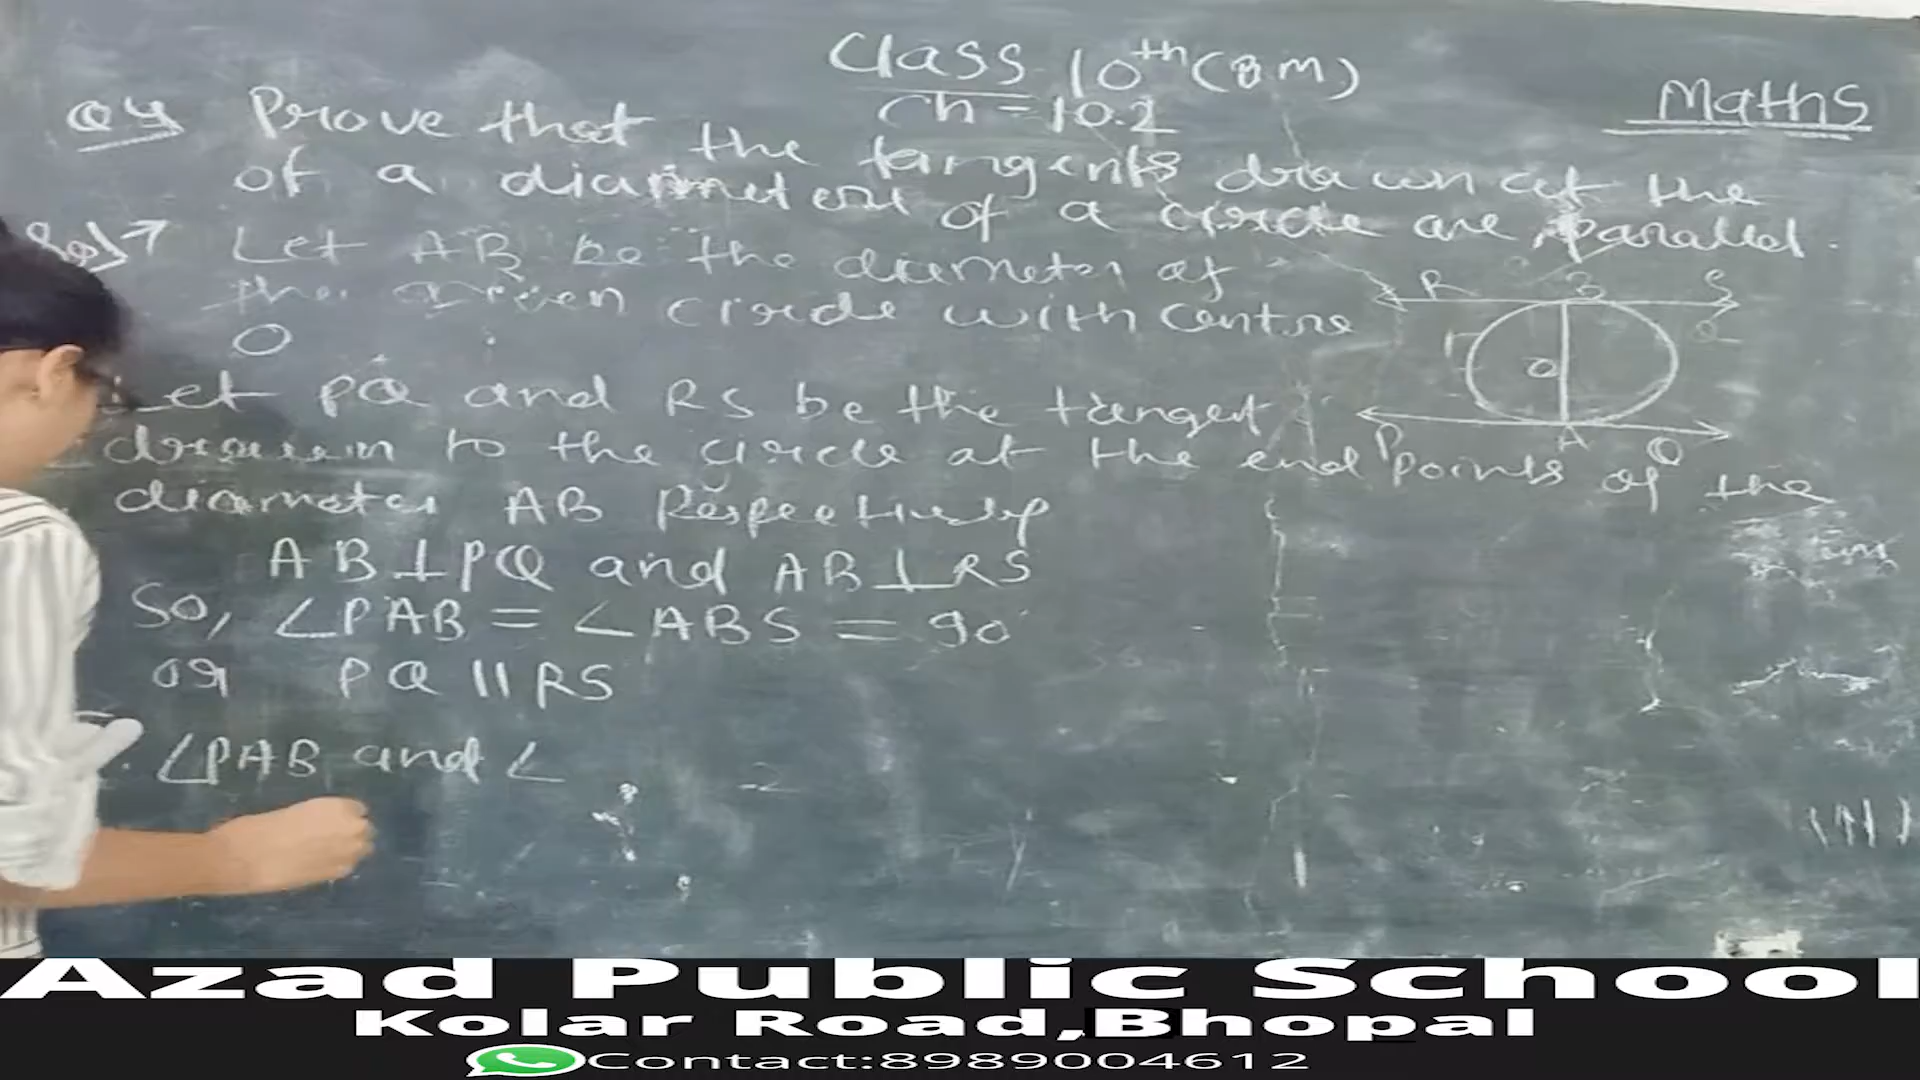 Class 10th (BM)
Ch = 10.2
Maths
Q4 Prove that the tangents drawn at the
of a diameter of a circle are parallel.
Sol → Let AB be the diameter of
the given circle with centre
O
Let PQ and RS be the tangent
drawn to the circle at the end points of the
diameter AB Respectively
AB⊥PQ and AB⊥RS
So, ∠PAB = ∠ABS = 90
or PQ || RS
∠PAB and ∠
R B S
O
P A Q
Azad Public School
Kolar Road,Bhopal
Contact:8989004612